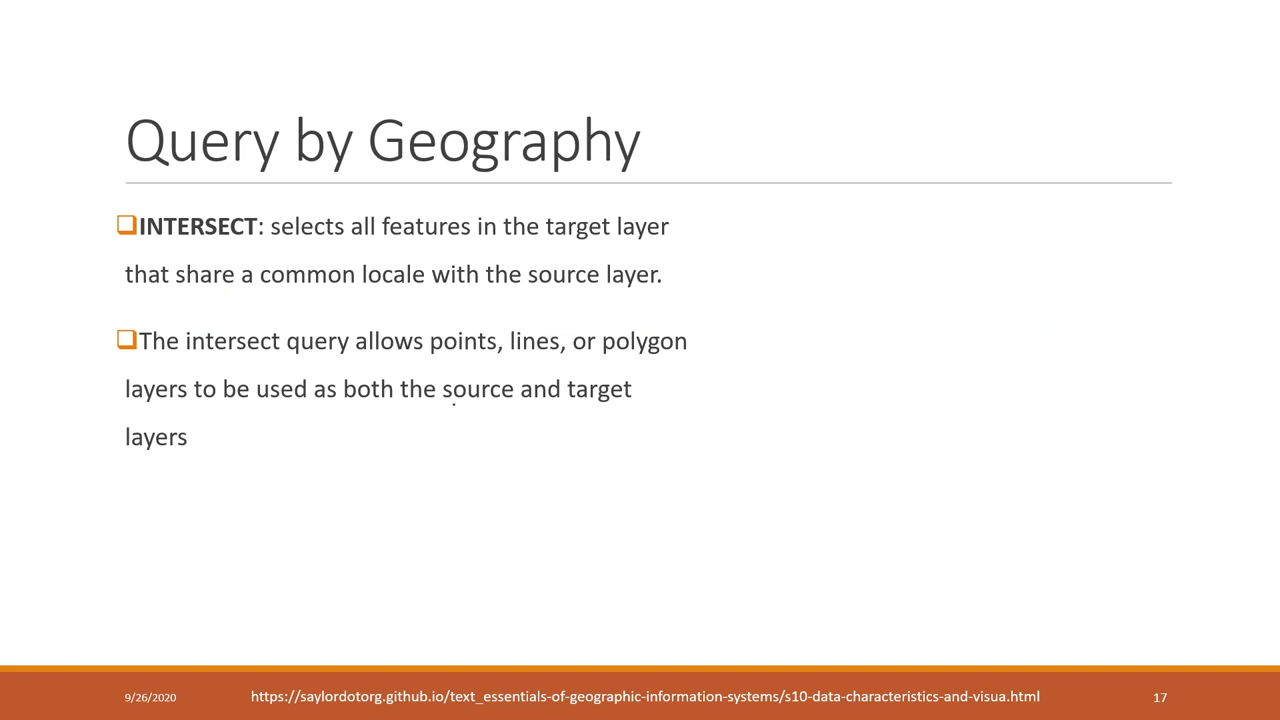 Query by Geography
INTERSECT: selects all features in the target layer
that share a common locale with the source layer.
The intersect query allows points, lines, or polygon
layers to be used as both the source and target
layers
9/26/2020 https://saylordotorg.github.io/text_essentials-of-geographic-information-systems/s10-data-characteristics-and-visua.html 17